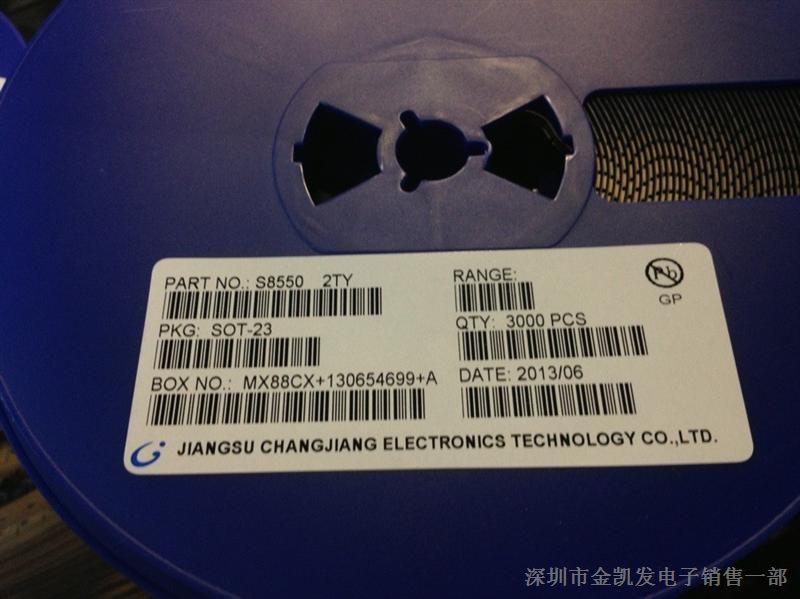 PART NO.: S8550 2TY
RANGE:
PKG: SOT-23
QTY: 3000 PCS
BOX NO.: MX88CX+130654699+A
DATE: 2013/06
Pb
GP
JIANGSU CHANGJIANG ELECTRONICS TECHNOLOGY CO.,LTD.
深圳市金凯发电子销售一部